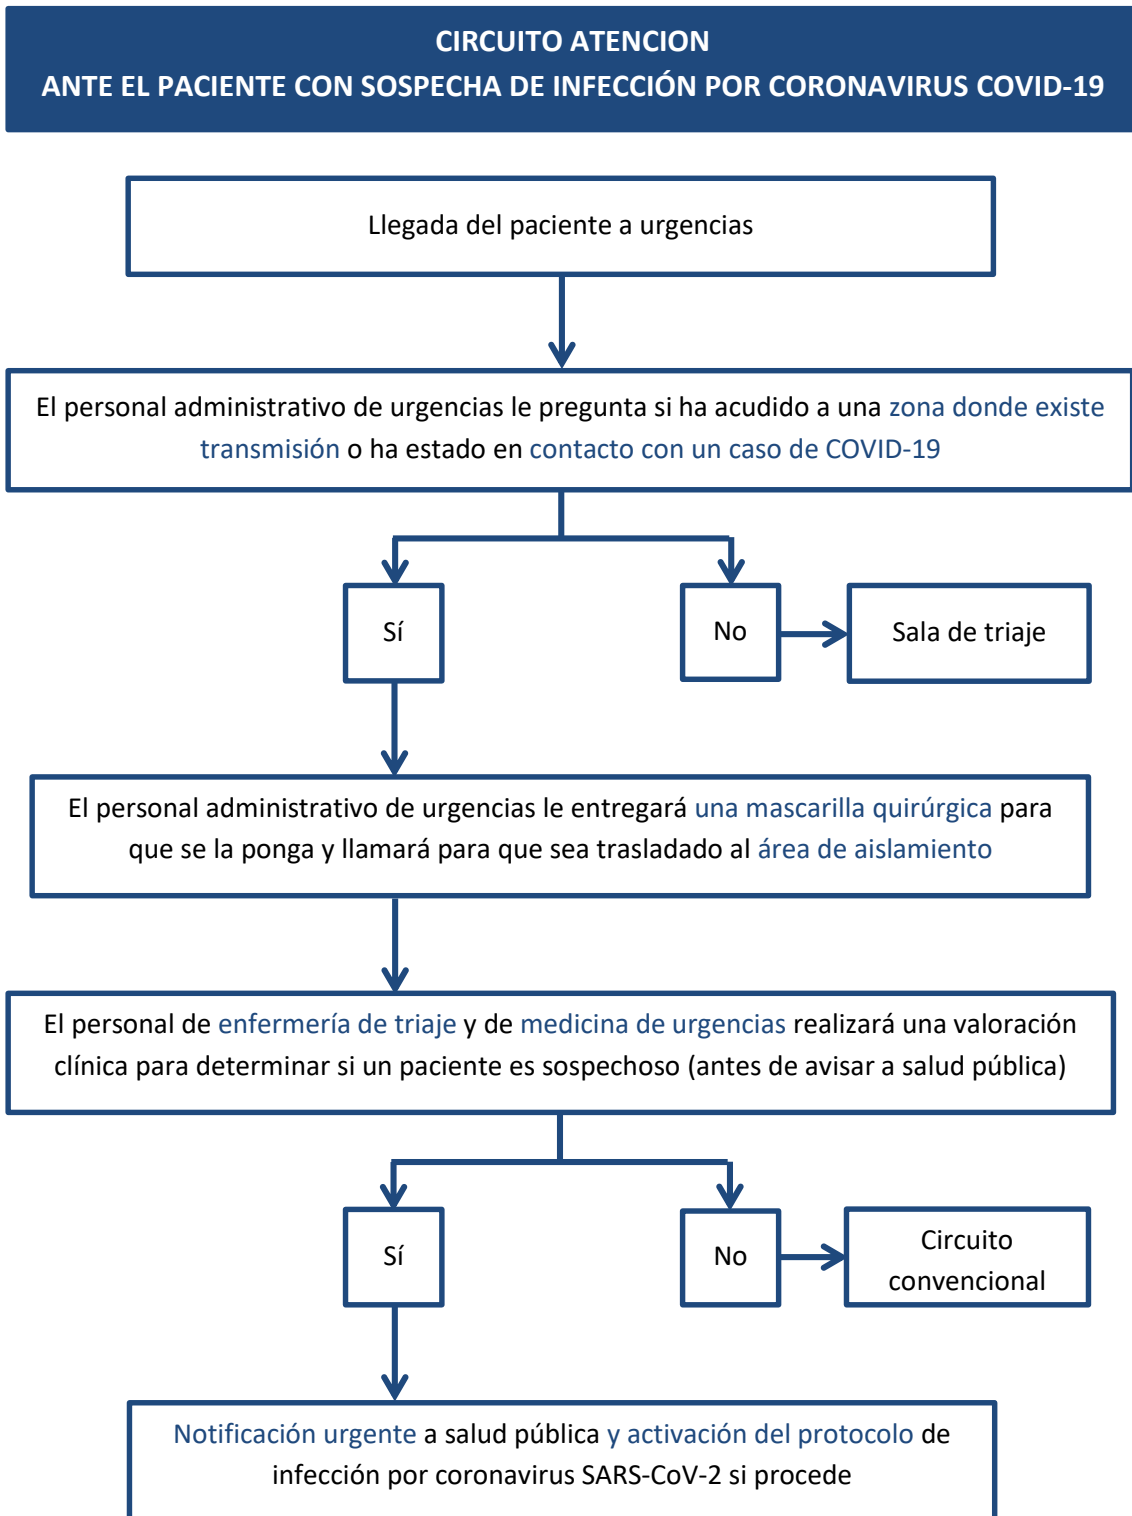 CIRCUITO ATENCION
ANTE EL PACIENTE CON SOSPECHA DE INFECCIÓN POR CORONAVIRUS COVID-19
Llegada del paciente a urgencias
El personal administrativo de urgencias le pregunta si ha acudido a una zona donde existe
transmisión o ha estado en contacto con un caso de COVID-19
Sí
No
Sala de triaje
El personal administrativo de urgencias le entregará una mascarilla quirúrgica para
que se la ponga y llamará para que sea trasladado al área de aislamiento
El personal de enfermería de triaje y de medicina de urgencias realizará una valoración
clínica para determinar si un paciente es sospechoso (antes de avisar a salud pública)
Sí
No
Circuito
convencional
Notificación urgente a salud pública y activación del protocolo de
infección por coronavirus SARS-CoV-2 si procede